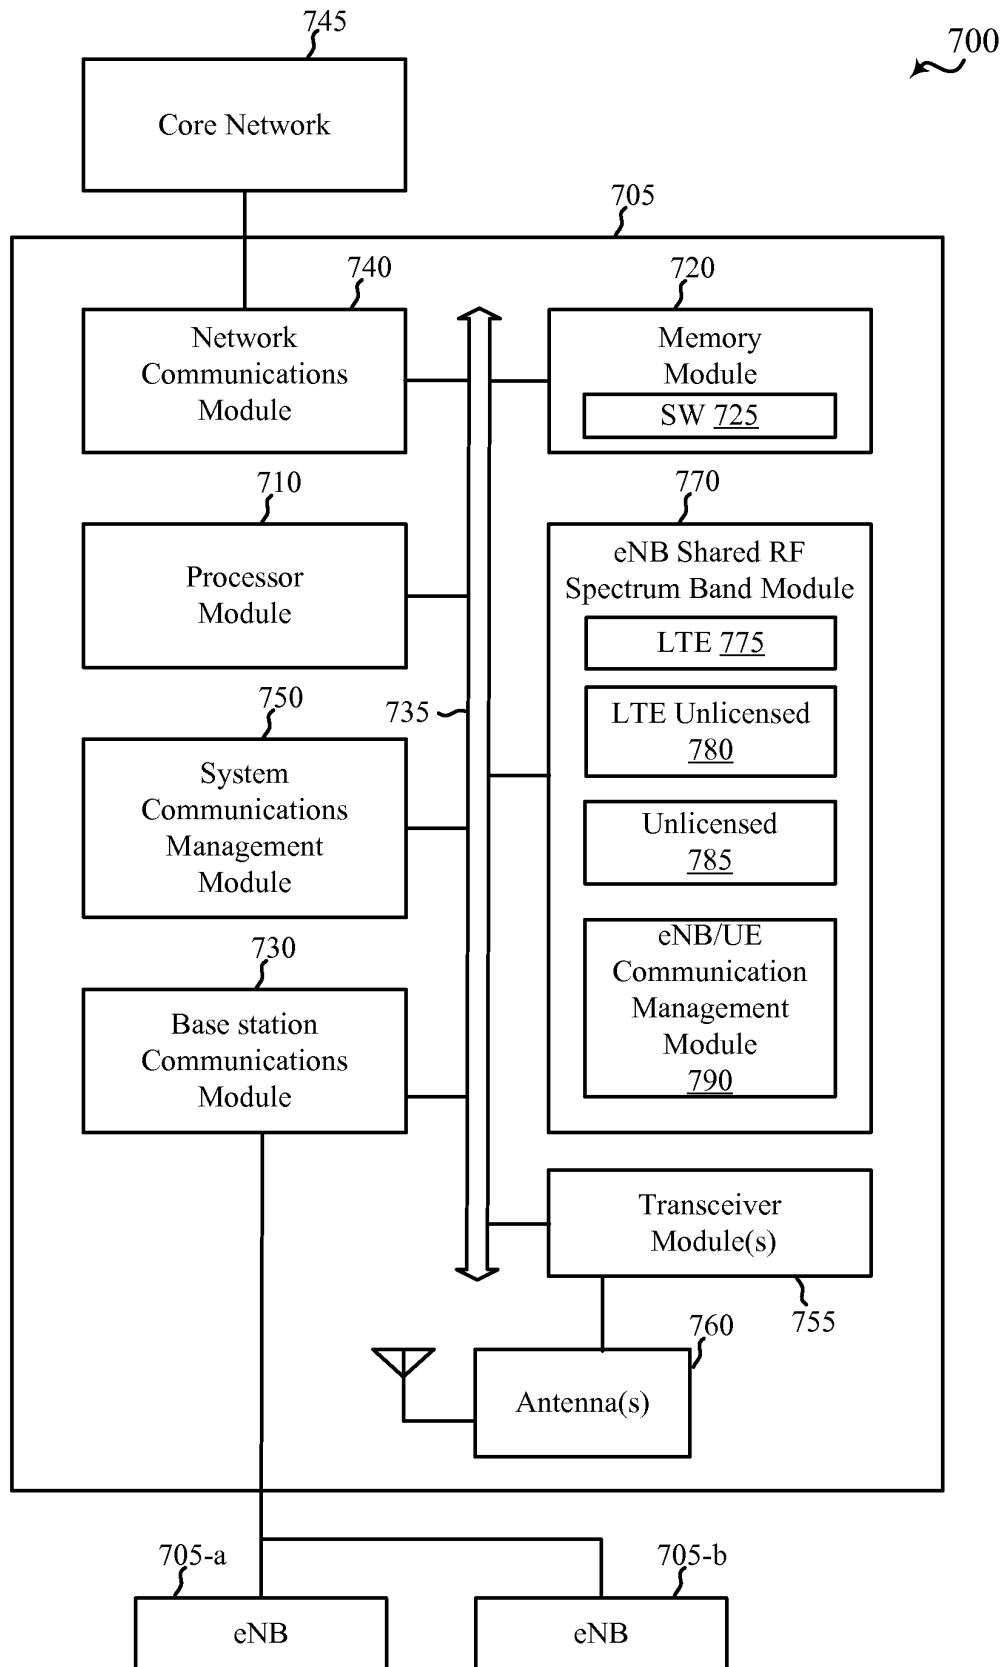 745
700
Core Network
705
740
720
Network
Communications
Module
Memory
Module
SW 725
710
770
Processor
Module
eNB Shared RF
Spectrum Band Module
LTE 775
750
735
LTE Unlicensed
780
System
Communications
Management
Module
Unlicensed
785
730
eNB/UE
Communication
Management
Module
790
Base station
Communications
Module
Transceiver
Module(s)
755
760
Antenna(s)
705-a
705-b
eNB
eNB